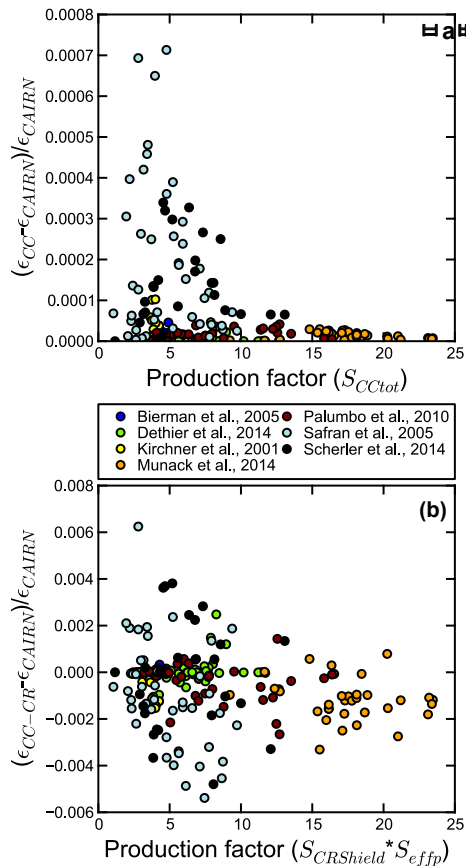 0.0008
0.0007
0.0006
0.0005
0.0004
0.0003
0.0002
0.0001
0.0000
(ϵCC-ϵCAIRN)/ϵCAIRN
a
0 5 10 15 20 25
Production factor (SCCtot)
Bierman et al., 2005
Dethier et al., 2014
Kirchner et al., 2001
Munack et al., 2014
Palumbo et al., 2010
Safran et al., 2005
Scherler et al., 2014
0.008
0.006
0.004
0.002
0.000
−0.002
−0.004
−0.006
(ϵCC−CR-ϵCAIRN)/ϵCAIRN
(b)
0 5 10 15 20 25
Production factor (SCRShield*Seffp)